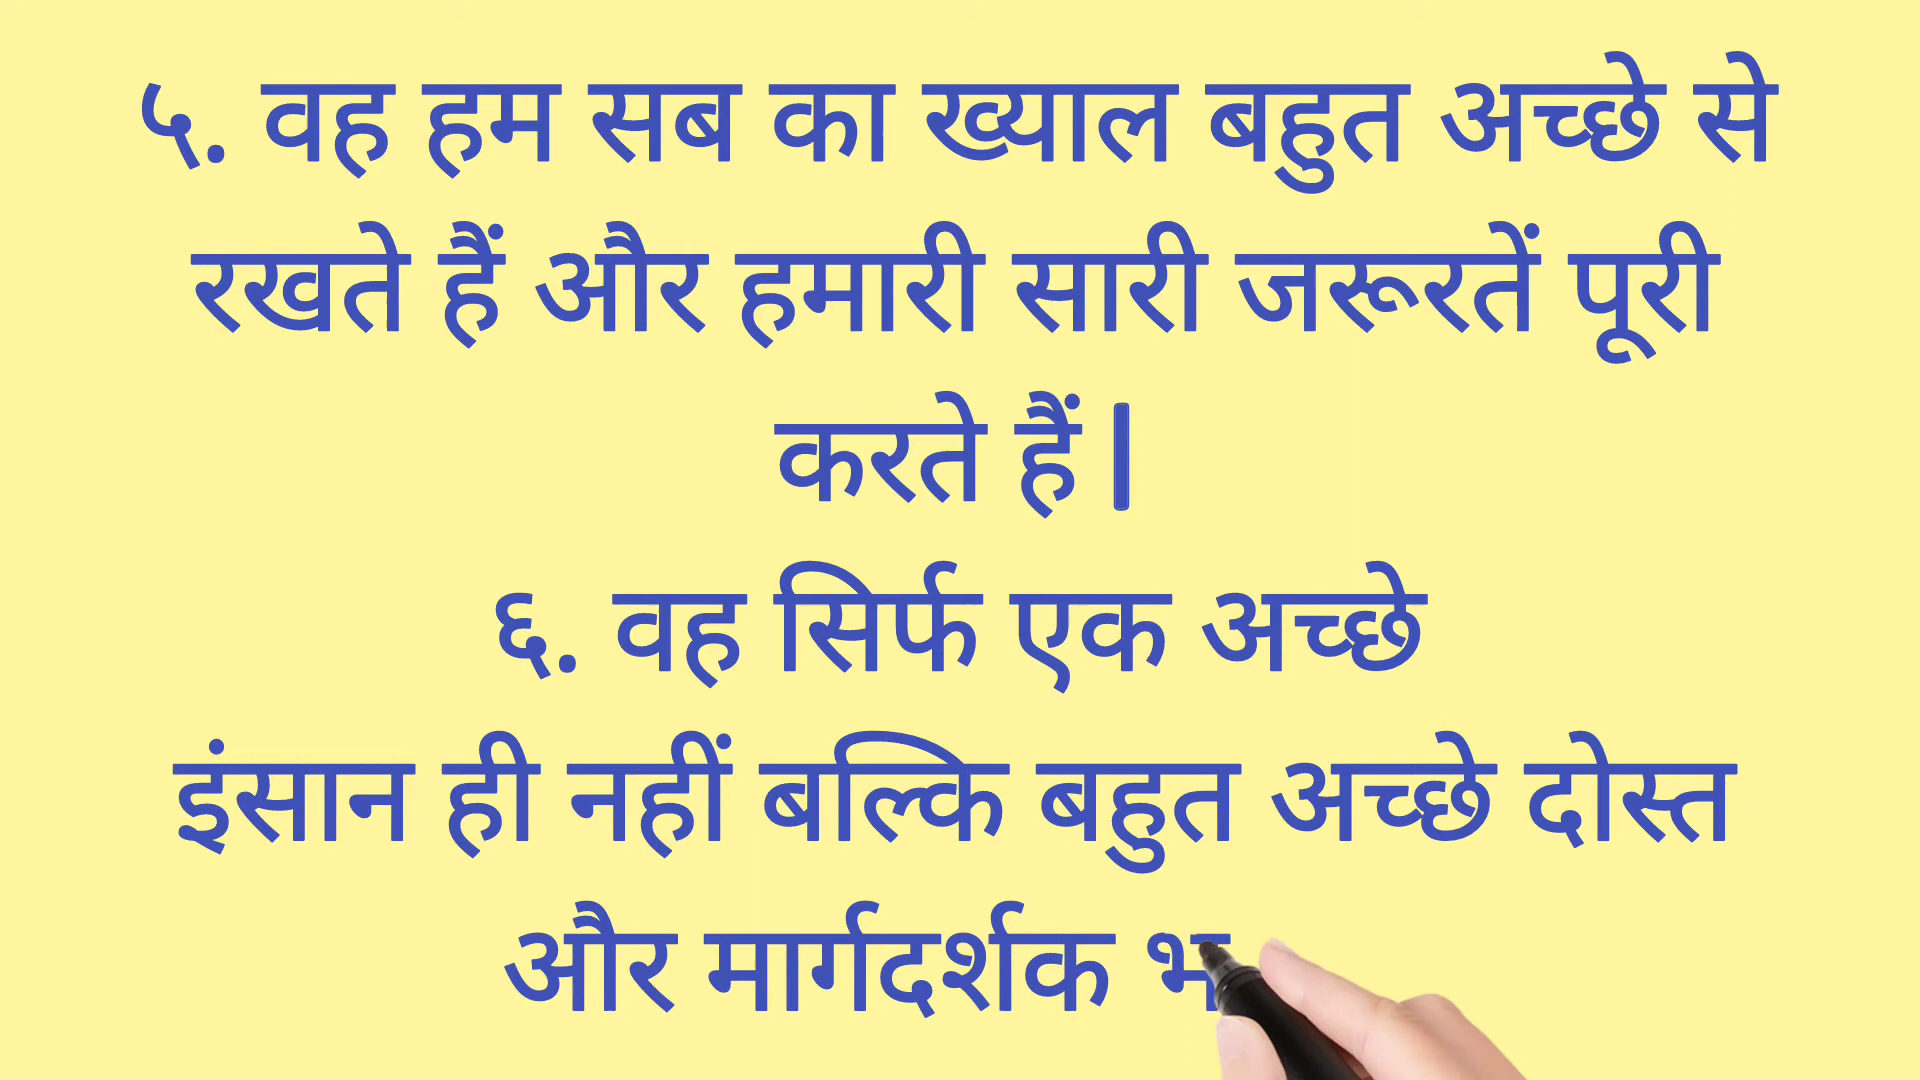 ५. वह हम सब का ख्याल बहुत अच्छे से
रखते हैं और हमारी सारी जरूरतें पूरी
करते हैं |
६. वह सिर्फ एक अच्छे
इंसान ही नहीं बल्कि बहुत अच्छे दोस्त
और मार्गदर्शक